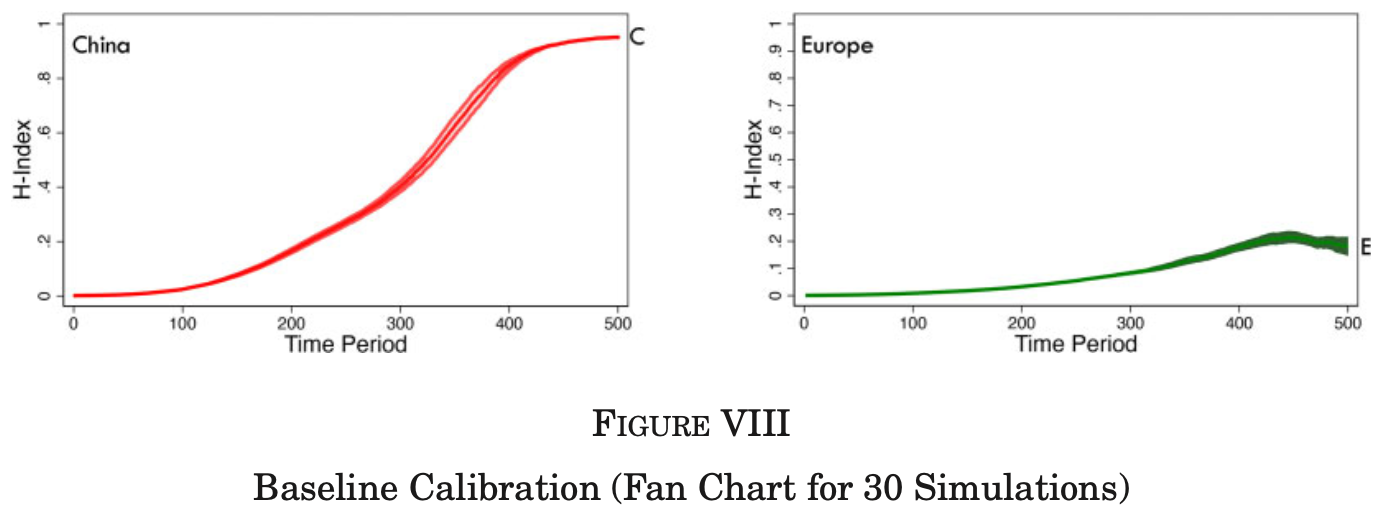 China
C
H-Index
1
.8
.6
.4
.2
0
0 100 200 300 400 500
Time Period
Europe
E
H-Index
1
.9
.8
.7
.6
.5
.4
.3
.2
.1
0
0 100 200 300 400 500
Time Period
FIGURE VIII
Baseline Calibration (Fan Chart for 30 Simulations)